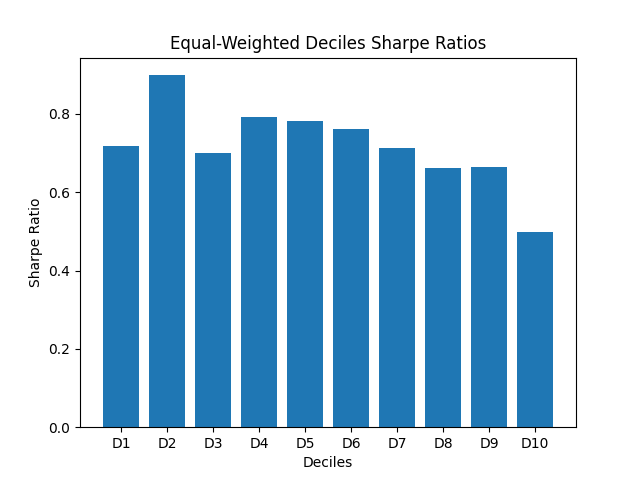 Equal-Weighted Deciles Sharpe Ratios
Sharpe Ratio
0.8
0.6
0.4
0.2
0.0
D1 D2 D3 D4 D5 D6 D7 D8 D9 D10
Deciles